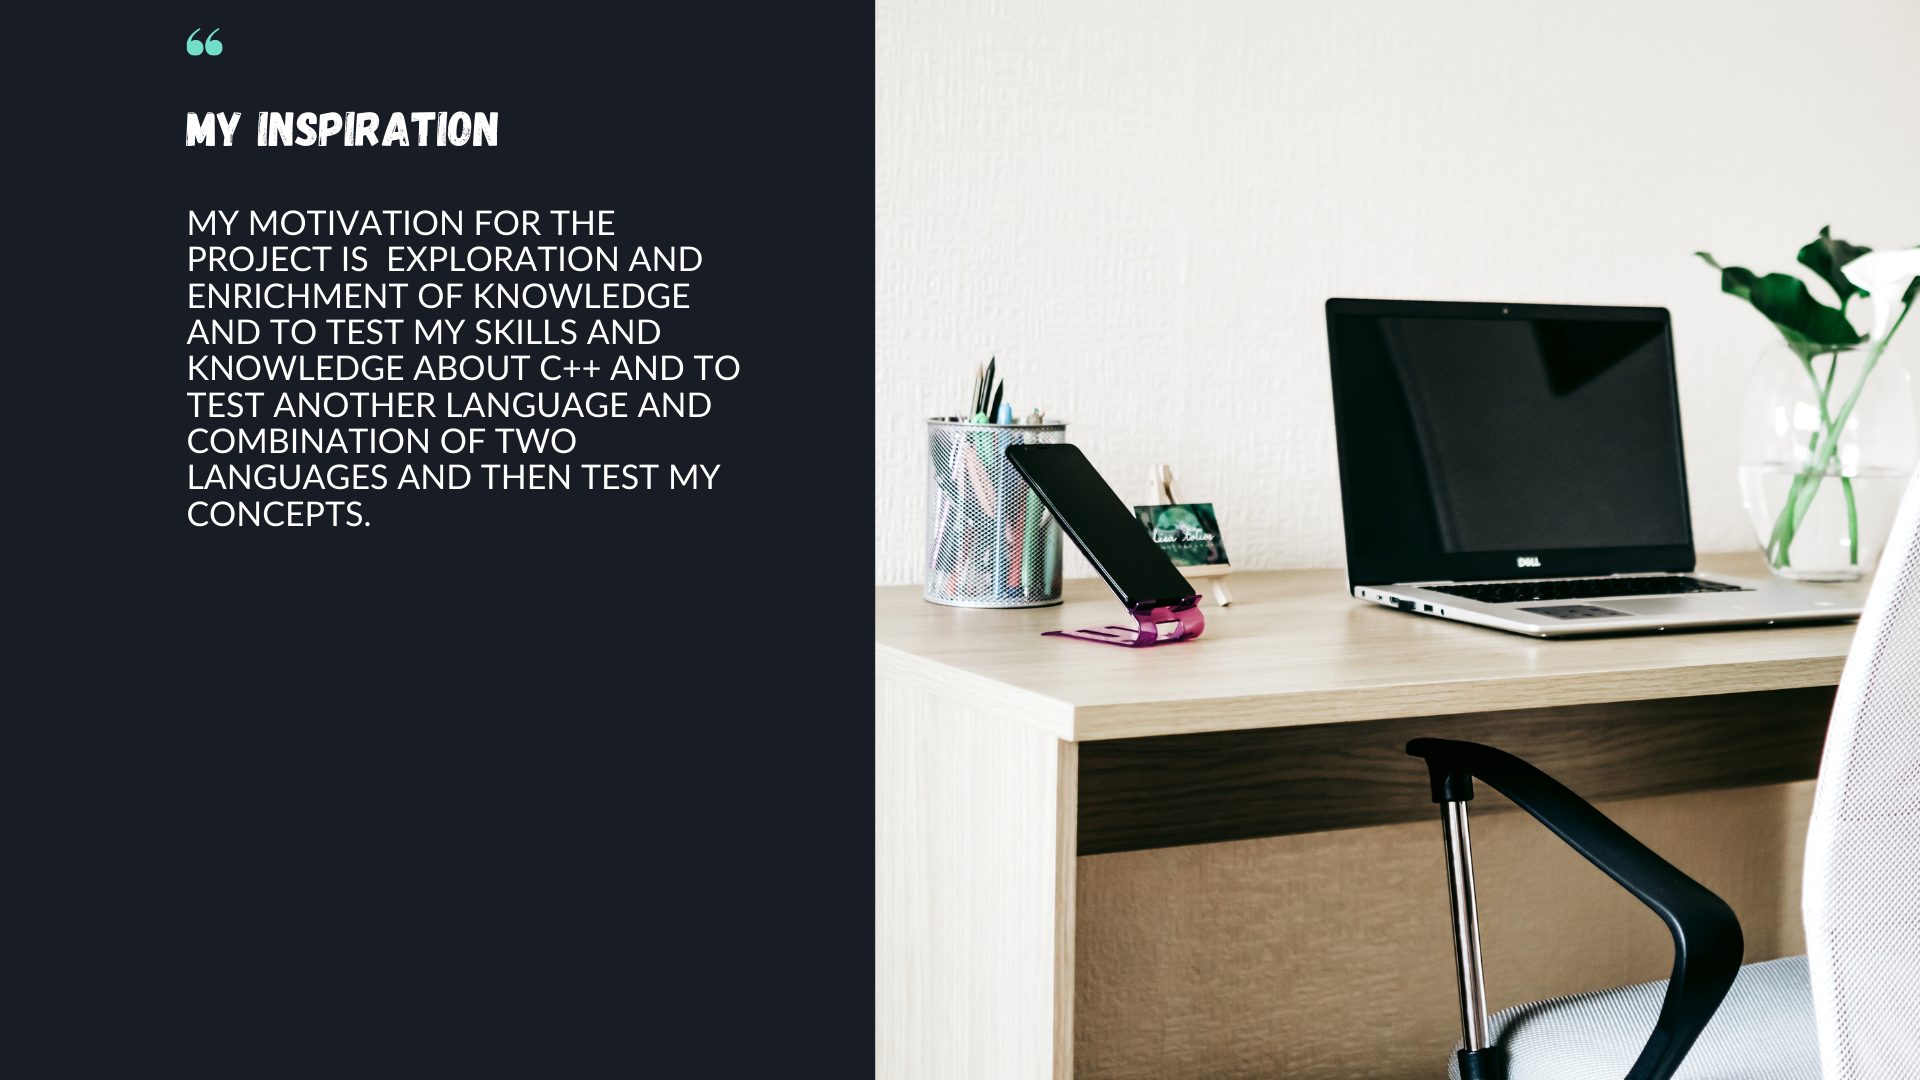 “
MY INSPIRATION
MY MOTIVATION FOR THE
PROJECT IS  EXPLORATION AND
ENRICHMENT OF KNOWLEDGE
AND TO TEST MY SKILLS AND
KNOWLEDGE ABOUT C++ AND TO
TEST ANOTHER LANGUAGE AND
COMBINATION OF TWO
LANGUAGES AND THEN TEST MY
CONCEPTS.
DELL